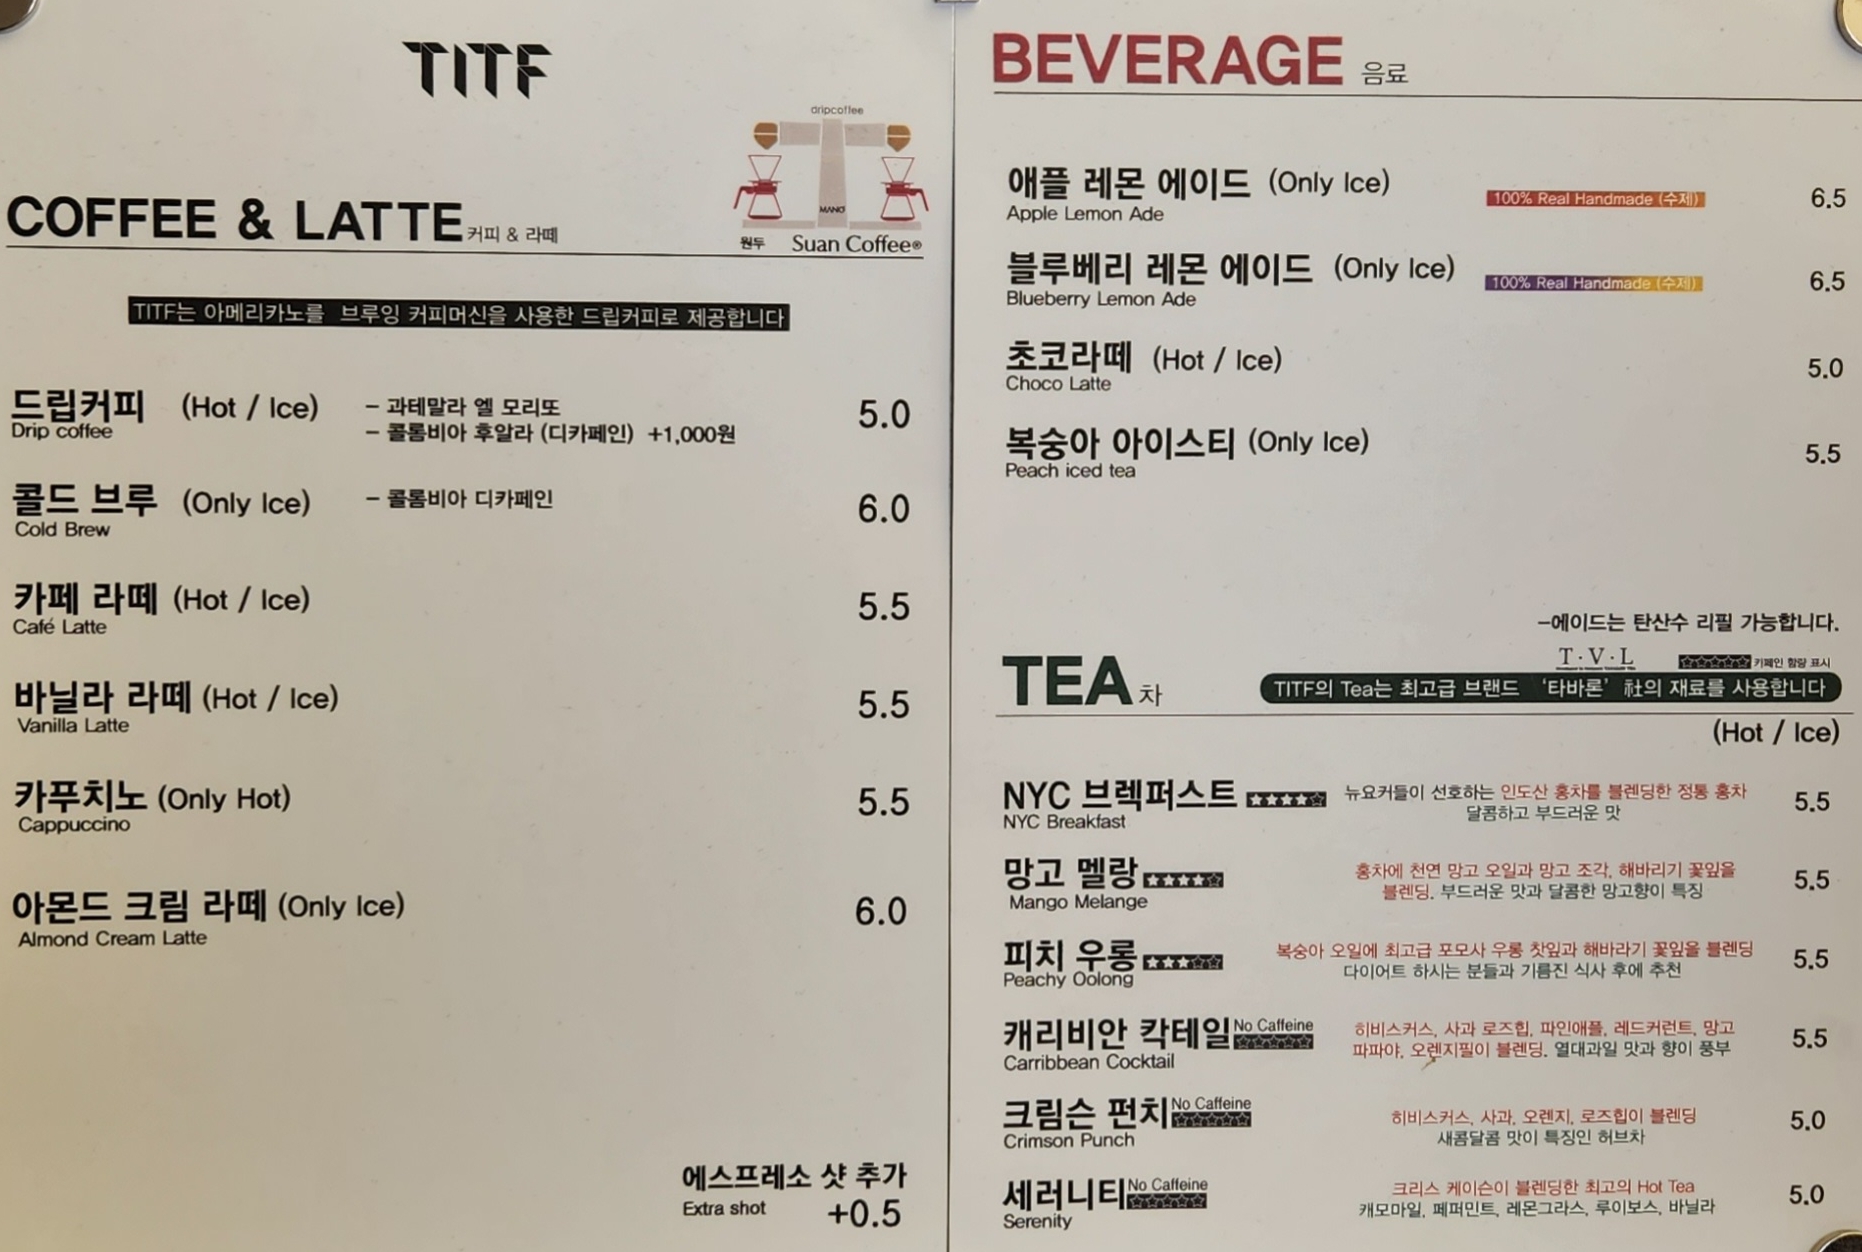 TITF
dripcoffee
MANO
원두 Suan Coffee®
COFFEE & LATTE 커피 & 라떼
TITF는 아메리카노를 브루잉 커피머신을 사용한 드립커피로 제공합니다
드립커피 (Hot / Ice) - 과테말라 엘 모리또 5.0
Drip coffee - 콜롬비아 후알라 (디카페인) +1,000원
콜드 브루 (Only Ice) - 콜롬비아 디카페인 6.0
Cold Brew
카페 라떼 (Hot / Ice) 5.5
Café Latte
바닐라 라떼 (Hot / Ice) 5.5
Vanilla Latte
카푸치노 (Only Hot) 5.5
Cappuccino
아몬드 크림 라떼 (Only Ice) 6.0
Almond Cream Latte
에스프레소 샷 추가
Extra shot +0.5
BEVERAGE 음료
애플 레몬 에이드 (Only Ice) 100% Real Handmade (수제) 6.5
Apple Lemon Ade
블루베리 레몬 에이드 (Only Ice) 100% Real Handmade (수제) 6.5
Blueberry Lemon Ade
초코라떼 (Hot / Ice) 5.0
Choco Latte
복숭아 아이스티 (Only Ice) 5.5
Peach iced tea
-에이드는 탄산수 리필 가능합니다.
T·V·L ☆☆☆☆☆ 카페인 함량 표시
TEA 차 TITF의 Tea는 최고급 브랜드 '타바론' 社의 재료를 사용합니다
(Hot / Ice)
NYC 브렉퍼스트 ★★★★☆ 뉴요커들이 선호하는 인도산 홍차를 블렌딩한 정통 홍차 5.5
NYC Breakfast 달콤하고 부드러운 맛
망고 멜랑 ★★★★☆ 홍차에 천연 망고 오일과 망고 조각, 해바리기 꽃잎을 5.5
Mango Melange 블렌딩. 부드러운 맛과 달콤한 망고향이 특징
피치 우롱 ★★★☆☆ 복숭아 오일에 최고급 포모사 우롱 찻잎과 해바라기 꽃잎을 블렌딩 5.5
Peachy Oolong 다이어트 하시는 분들과 기름진 식사 후에 추천
캐리비안 칵테일 No Caffeine ☆☆☆☆☆ 히비스커스, 사과 로즈힙, 파인애플, 레드커런트, 망고 5.5
Carribbean Cocktail 파파야, 오렌지필이 블렌딩. 열대과일 맛과 향이 풍부
크림슨 펀치 No Caffeine ☆☆☆☆☆ 히비스커스, 사과, 오렌지, 로즈힙이 블렌딩 5.0
Crimson Punch 새콤달콤 맛이 특징인 허브차
세러니티 No Caffeine ☆☆☆☆☆ 크리스 케이슨이 블렌딩한 최고의 Hot Tea 5.0
Serenity 캐모마일, 페퍼민트, 레몬그라스, 루이보스, 바닐라